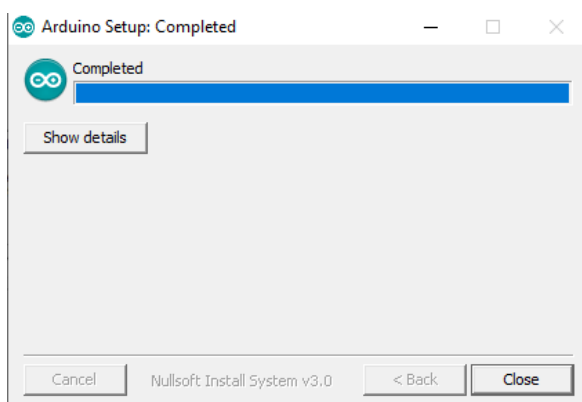 Arduino Setup: Completed
Completed
Show details
Cancel Nullsoft Install System v3.0 < Back Close